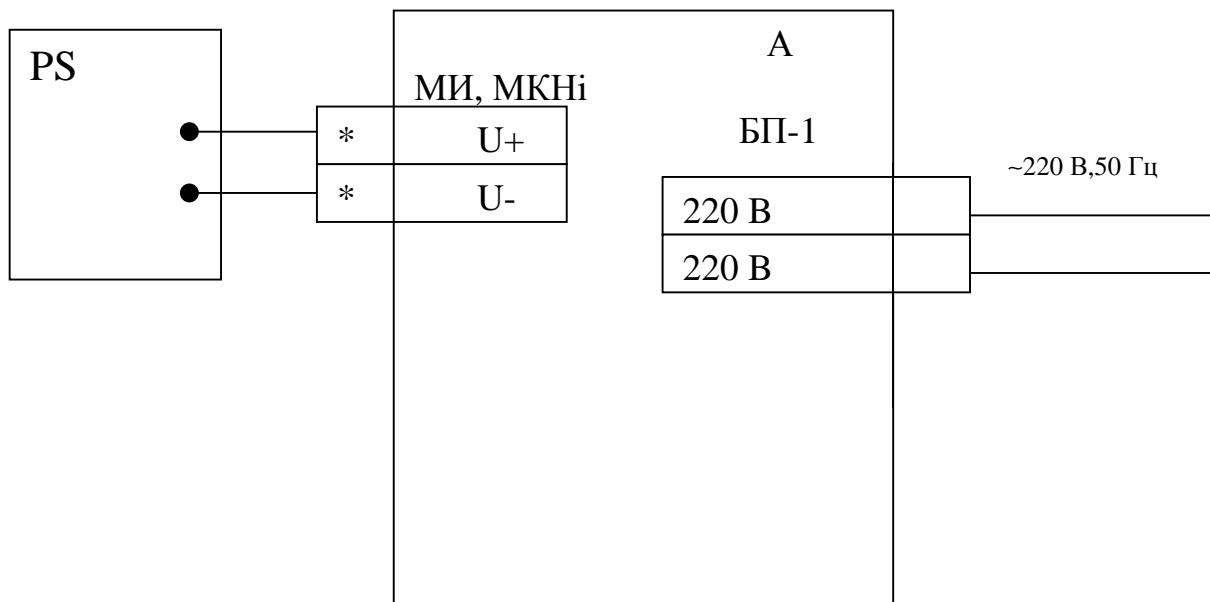 PS
А
МИ, МКНi
БП-1
* U+
* U-
~220 В,50 Гц
220 В
220 В